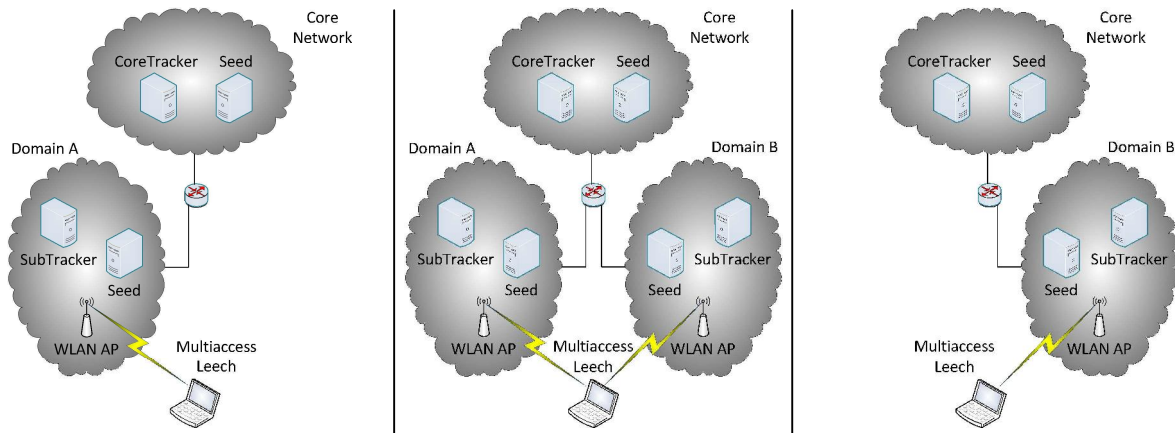 Core
Network
CoreTracker Seed
Domain A
SubTracker
Seed
WLAN AP
Multiaccess
Leech
Core
Network
CoreTracker Seed
Domain A
Domain B
SubTracker
Seed
Seed
SubTracker
WLAN AP
Multiaccess
Leech
WLAN AP
Core
Network
CoreTracker Seed
Domain B
SubTracker
Seed
WLAN AP
Multiaccess
Leech